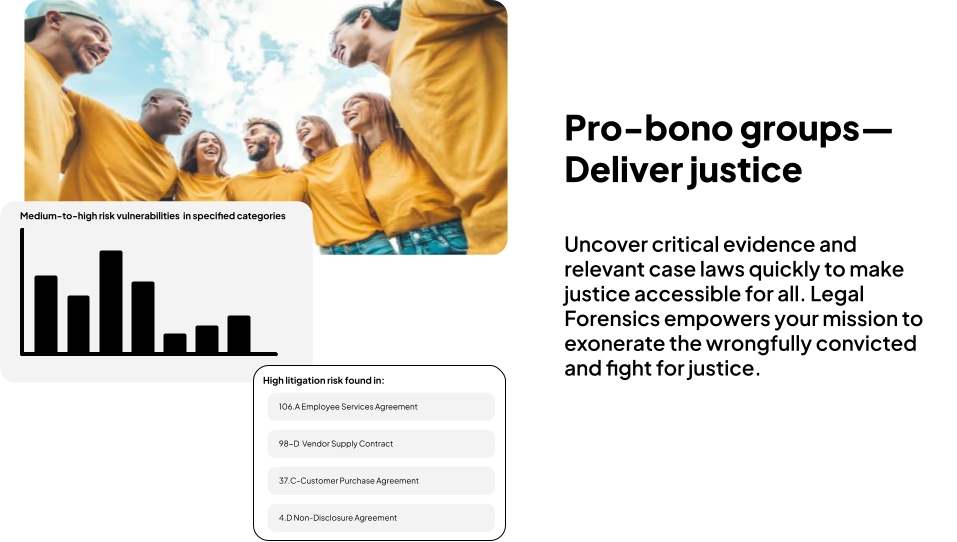 Pro-bono groups—
Deliver justice
Uncover critical evidence and
relevant case laws quickly to make
justice accessible for all. Legal
Forensics empowers your mission to
exonerate the wrongfully convicted
and fight for justice.
Medium-to-high risk vulnerabilities in specified categories
High litigation risk found in:
106.A Employee Services Agreement
98-D Vendor Supply Contract
37.C-Customer Purchase Agreement
4.D Non-Disclosure Agreement